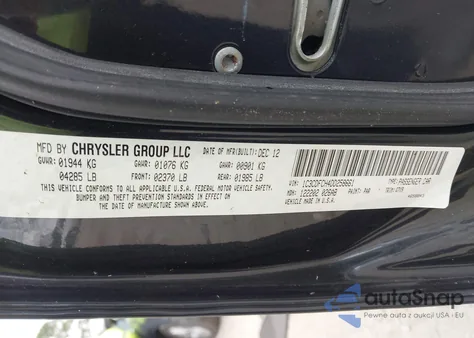 MFD BY CHRYSLER GROUP LLC DATE OF MFR(BUILT): DEC 12
GVWR: 01944 KG GAWR: 01076 KG GAWR: 00901 KG
04285 LB FRONT: 02370 LB REAR: 01985 LB
THIS VEHICLE CONFORMS TO ALL APPLICABLE U.S.A. FEDERAL MOTOR VEHICLE SAFETY,
BUMPER AND THEFT PREVENTION STANDARDS IN EFFECT ON
THE DATE OF MANUFACTURE SHOWN ABOVE.
TYPE: PASSENGER CAR
PAINT: PAR
MADE IN U.S.A.
autoSnap
Pewne auta z aukcji USA i EU